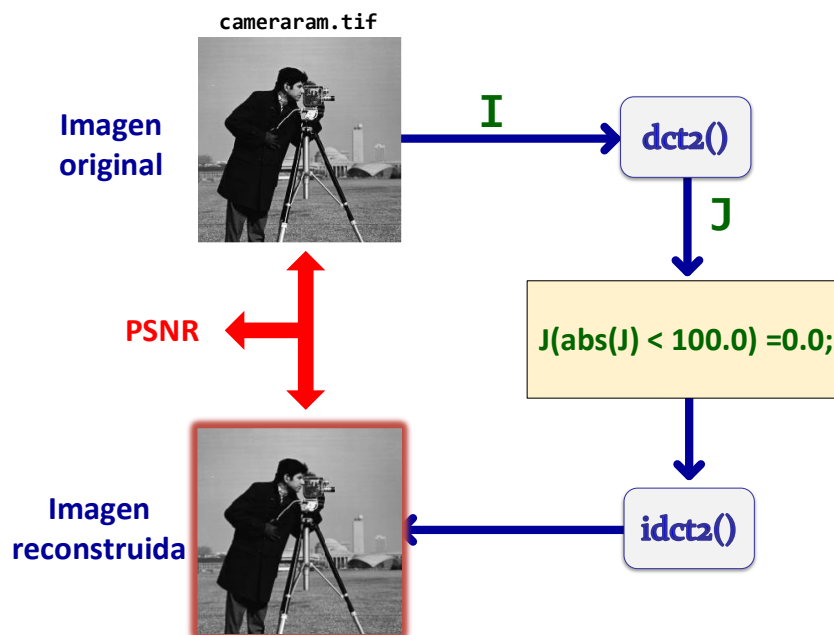 cameraram.tif
Imagen
original
I
dct2()
J
PSNR
J(abs(J) < 100.0) =0.0;
Imagen
reconstruida
idct2()